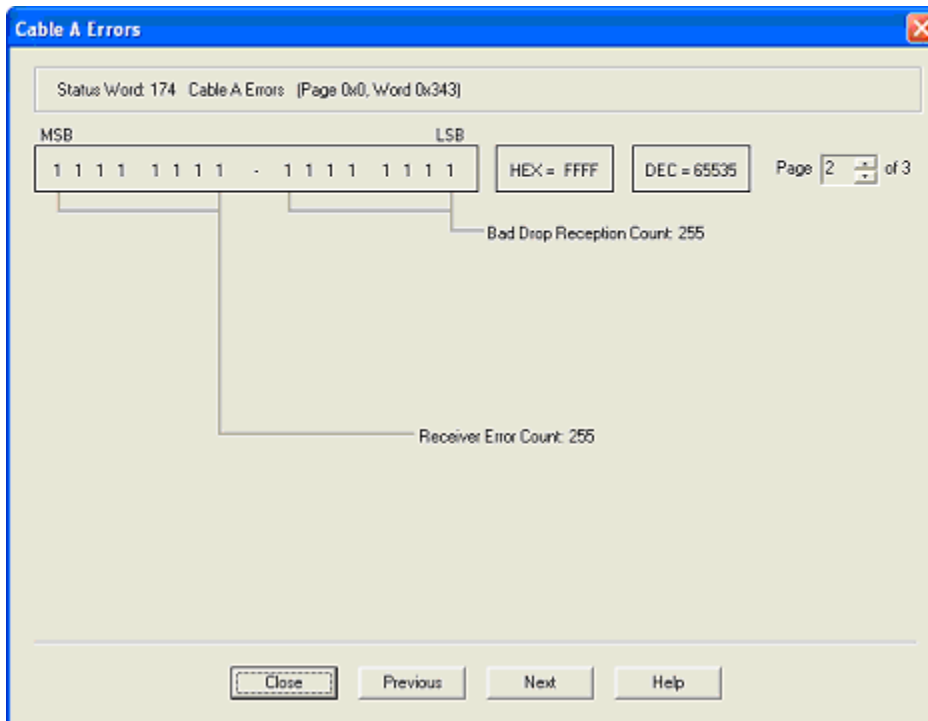 Cable A Errors
Status Word: 174 Cable A Errors (Page 0x0, Word 0x343)
MSB LSB
1 1 1 1 1 1 1 1 - 1 1 1 1 1 1 1 1 HEX = FFFF DEC = 65535 Page 2 of 3
Bad Drop Reception Count: 255
Receiver Error Count: 255
Close Previous Next Help